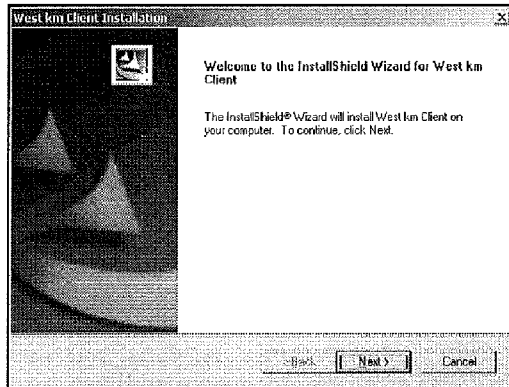 West km Client Installation
Welcome to the InstallShield Wizard for West km
Client
The InstallShield® Wizard will install West km Client on
your computer. To continue, click Next.
< Back Next > Cancel